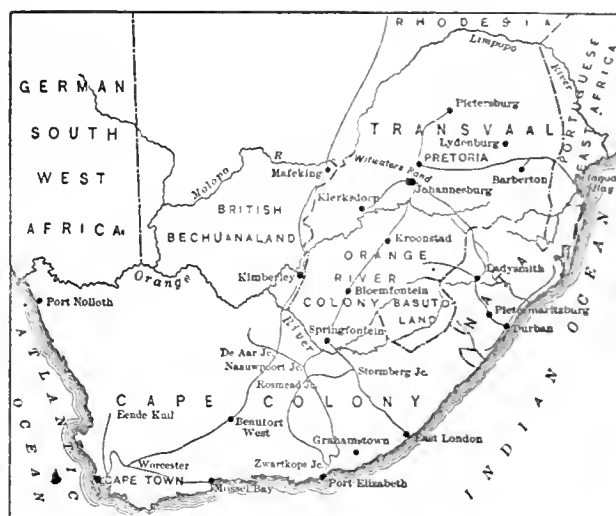 RHODESIA
Limpopo
River
PORTUGUESE
EAST AFRICA
GERMAN
SOUTH
WEST
AFRICA
Pietersburg
TRANSVAAL
Lydenburg
PRETORIA
Witwaters Rand
Barberton
Mafeking
Molopo
R
Johannesburg
Klerksdorp
BRITISH
BECHUANALAND
Kroonstad
ORANGE
RIVER
COLONY
Kimberley
Orange
River
Bloemfontein
BASUTO
LAND
Ladysmith
NATAL
Pietermaritzburg
Durban
Port Nolloth
Springfontein
De Aar Jc.
Naauwpoort Jc.
Rosmead Jc.
Stormberg Jc.
CAPE COLONY
Eende Kuil
Beaufort
West
Grahamstown
East London
Worcester
Zwartkops Jc.
CAPE TOWN
Mossel Bay
Port Elizabeth
ATLANTIC
OCEAN
INDIAN OCEAN